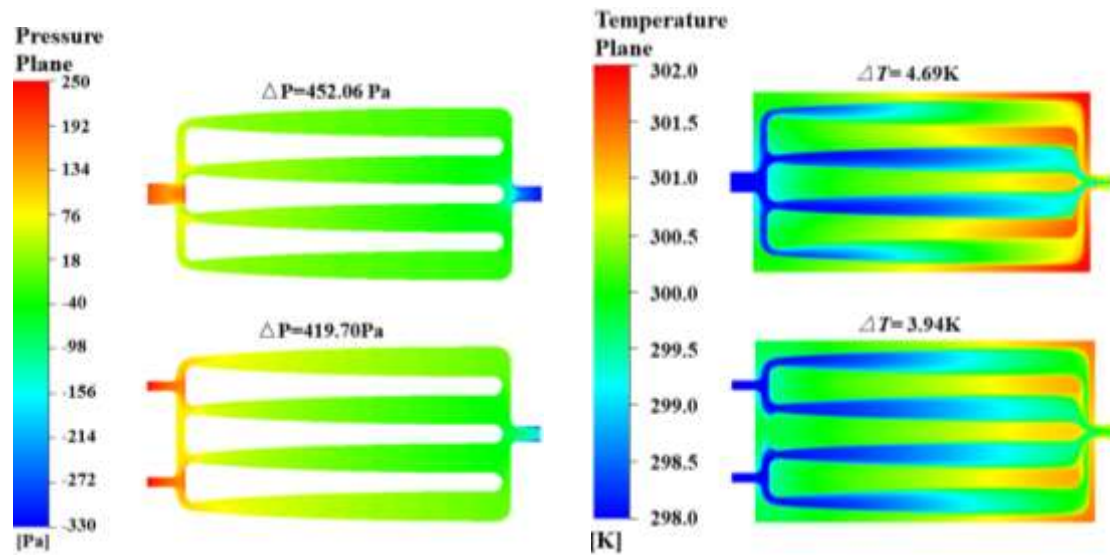 Pressure
Plane
250
192
134
76
18
-40
-98
-156
-214
-272
-330
[Pa]
△P=452.06 Pa
△P=419.70Pa
Temperature
Plane
302.0
301.5
301.0
300.5
300.0
299.5
299.0
298.5
298.0
[K]
△T= 4.69K
△T= 3.94K